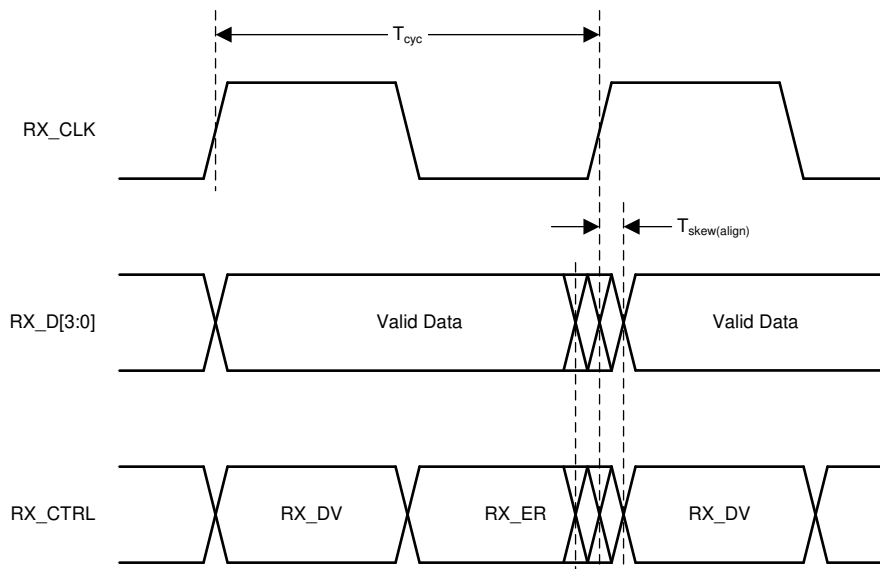 T_cyc
RX_CLK
T_skew(align)
RX_D[3:0] Valid Data Valid Data
RX_CTRL RX_DV RX_ER RX_DV